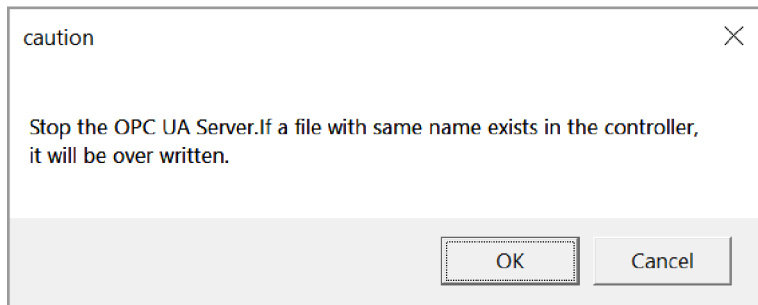 caution
Stop the OPC UA Server.If a file with same name exists in the controller,
it will be over written.
OK
Cancel